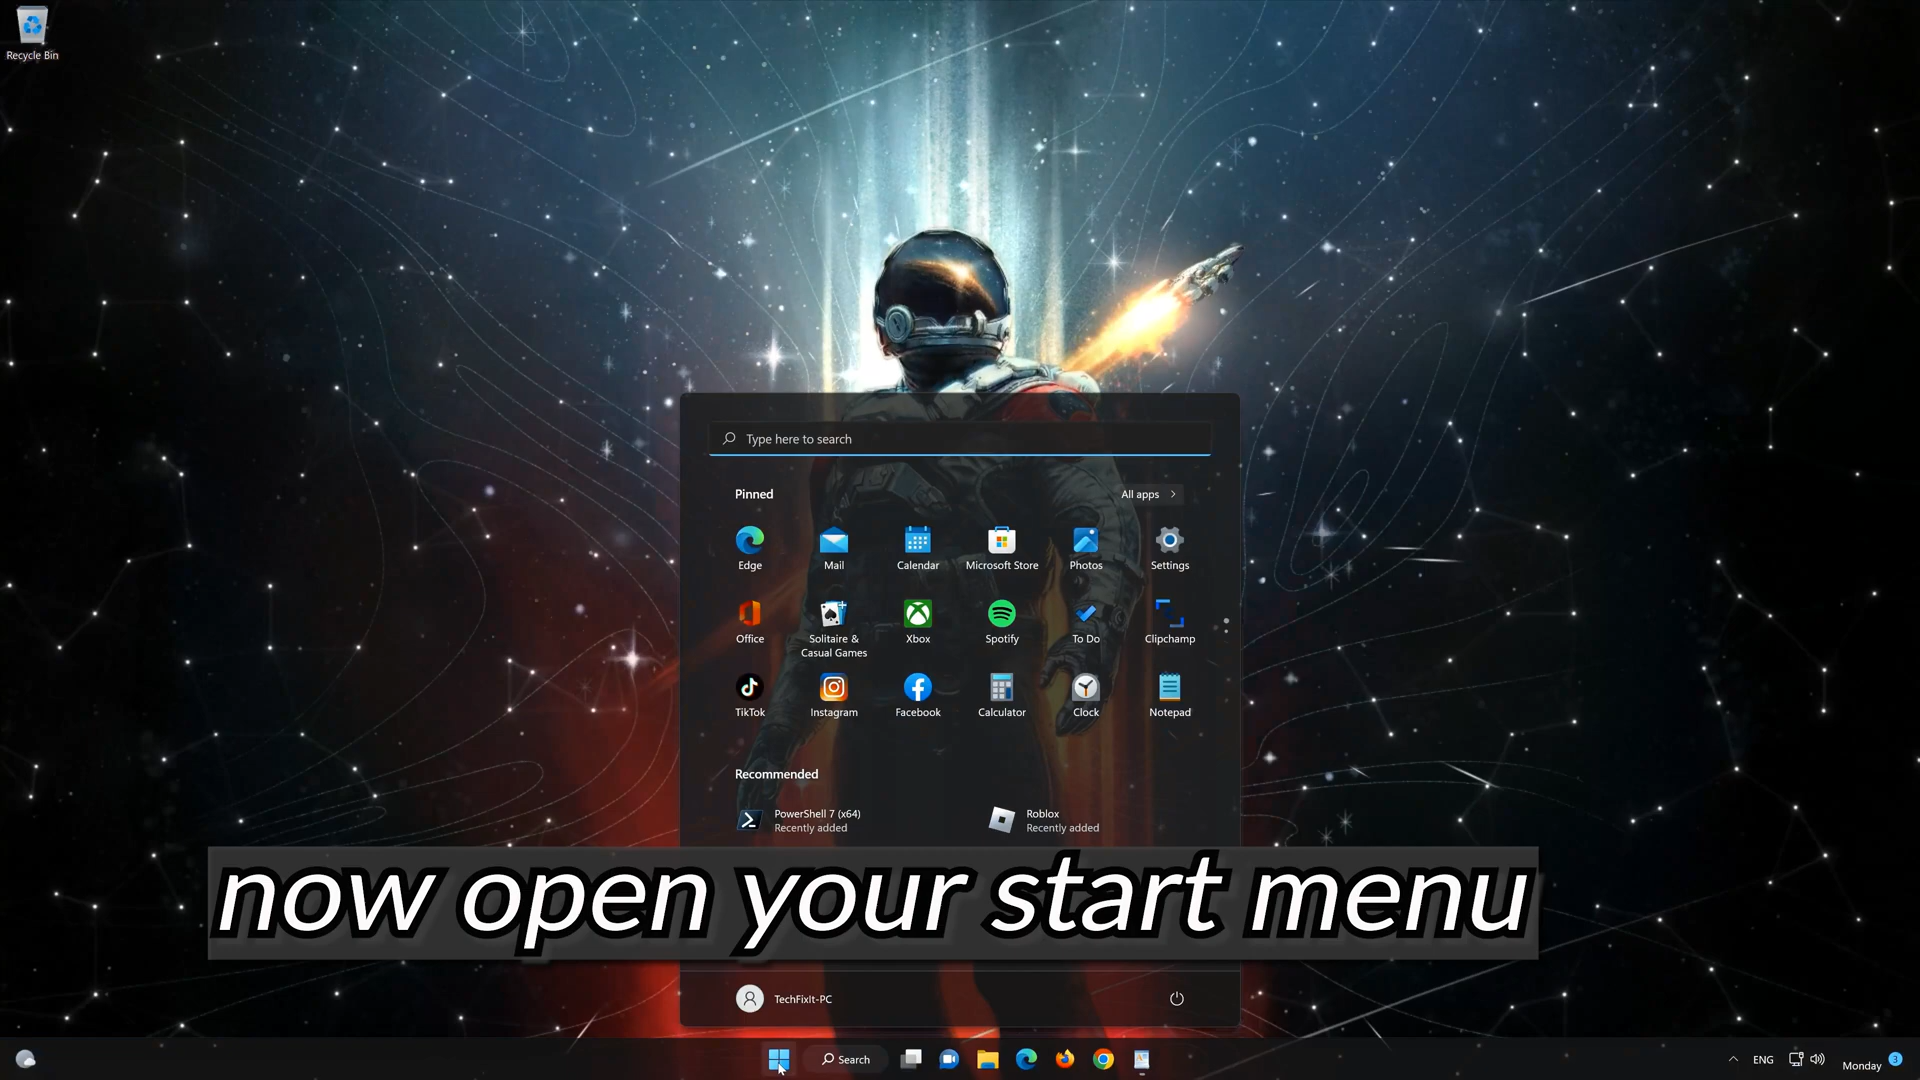 Recycle Bin
Type here to search
Pinned
All apps
Edge
Mail
Calendar
Microsoft Store
Photos
Settings
Office
Solitaire &
Casual Games
Xbox
Spotify
To Do
Clipchamp
TikTok
Instagram
Facebook
Calculator
Clock
Notepad
Recommended
PowerShell 7 (x64)
Recently added
Roblox
Recently added
now open your start menu
TechFixIt-PC
Search
ENG
Monday
3